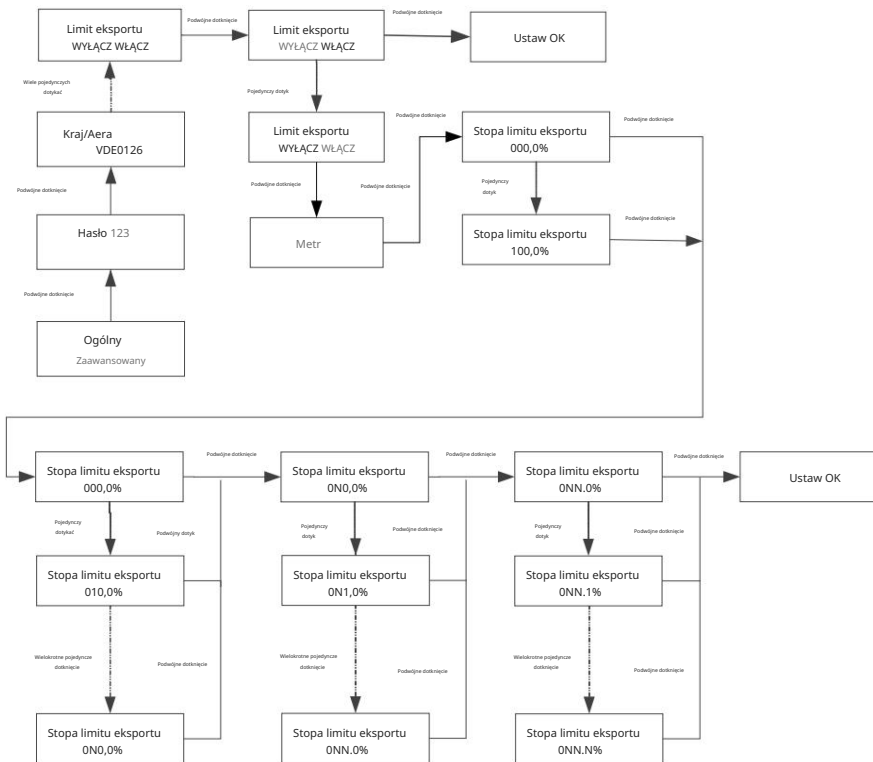 Limit eksportu
WYŁĄCZ WŁĄCZ
Podwójne dotknięcie
Limit eksportu
WYŁĄCZ WŁĄCZ
Podwójne dotknięcie
Ustaw OK
Wiele pojedynczych
dotykać
Pojedynczy dotyk
Kraj/Aera
VDE0126
Limit eksportu
WYŁĄCZ WŁĄCZ
Podwójne dotknięcie
Stopa limitu eksportu
000,0%
Podwójne dotknięcie
Podwójne dotknięcie
Podwójne dotknięcie
Podwójne dotknięcie
Pojedynczy
dotyk
Hasło 123
Metr
Stopa limitu eksportu
100,0%
Podwójne dotknięcie
Podwójne dotknięcie
Ogólny
Zaawansowany
Stopa limitu eksportu
000,0%
Podwójne dotknięcie
Stopa limitu eksportu
0N0,0%
Podwójne dotknięcie
Stopa limitu eksportu
0NN.0%
Podwójne dotknięcie
Ustaw OK
Pojedynczy
dotykać
Podwójny dotyk
Pojedynczy
dotyk
Podwójne dotknięcie
Pojedynczy
dotyk
Podwójne dotknięcie
Stopa limitu eksportu
010,0%
Stopa limitu eksportu
0N1,0%
Stopa limitu eksportu
0NN.1%
Wielokrotne pojedyncze
dotknięcie
Podwójne dotknięcie
Wielokrotne pojedyncze
dotknięcie
Podwójne dotknięcie
Wielokrotne pojedyncze
dotknięcie
Podwójne dotknięcie
Stopa limitu eksportu
0N0,0%
Stopa limitu eksportu
0NN.0%
Stopa limitu eksportu
0NN.N%